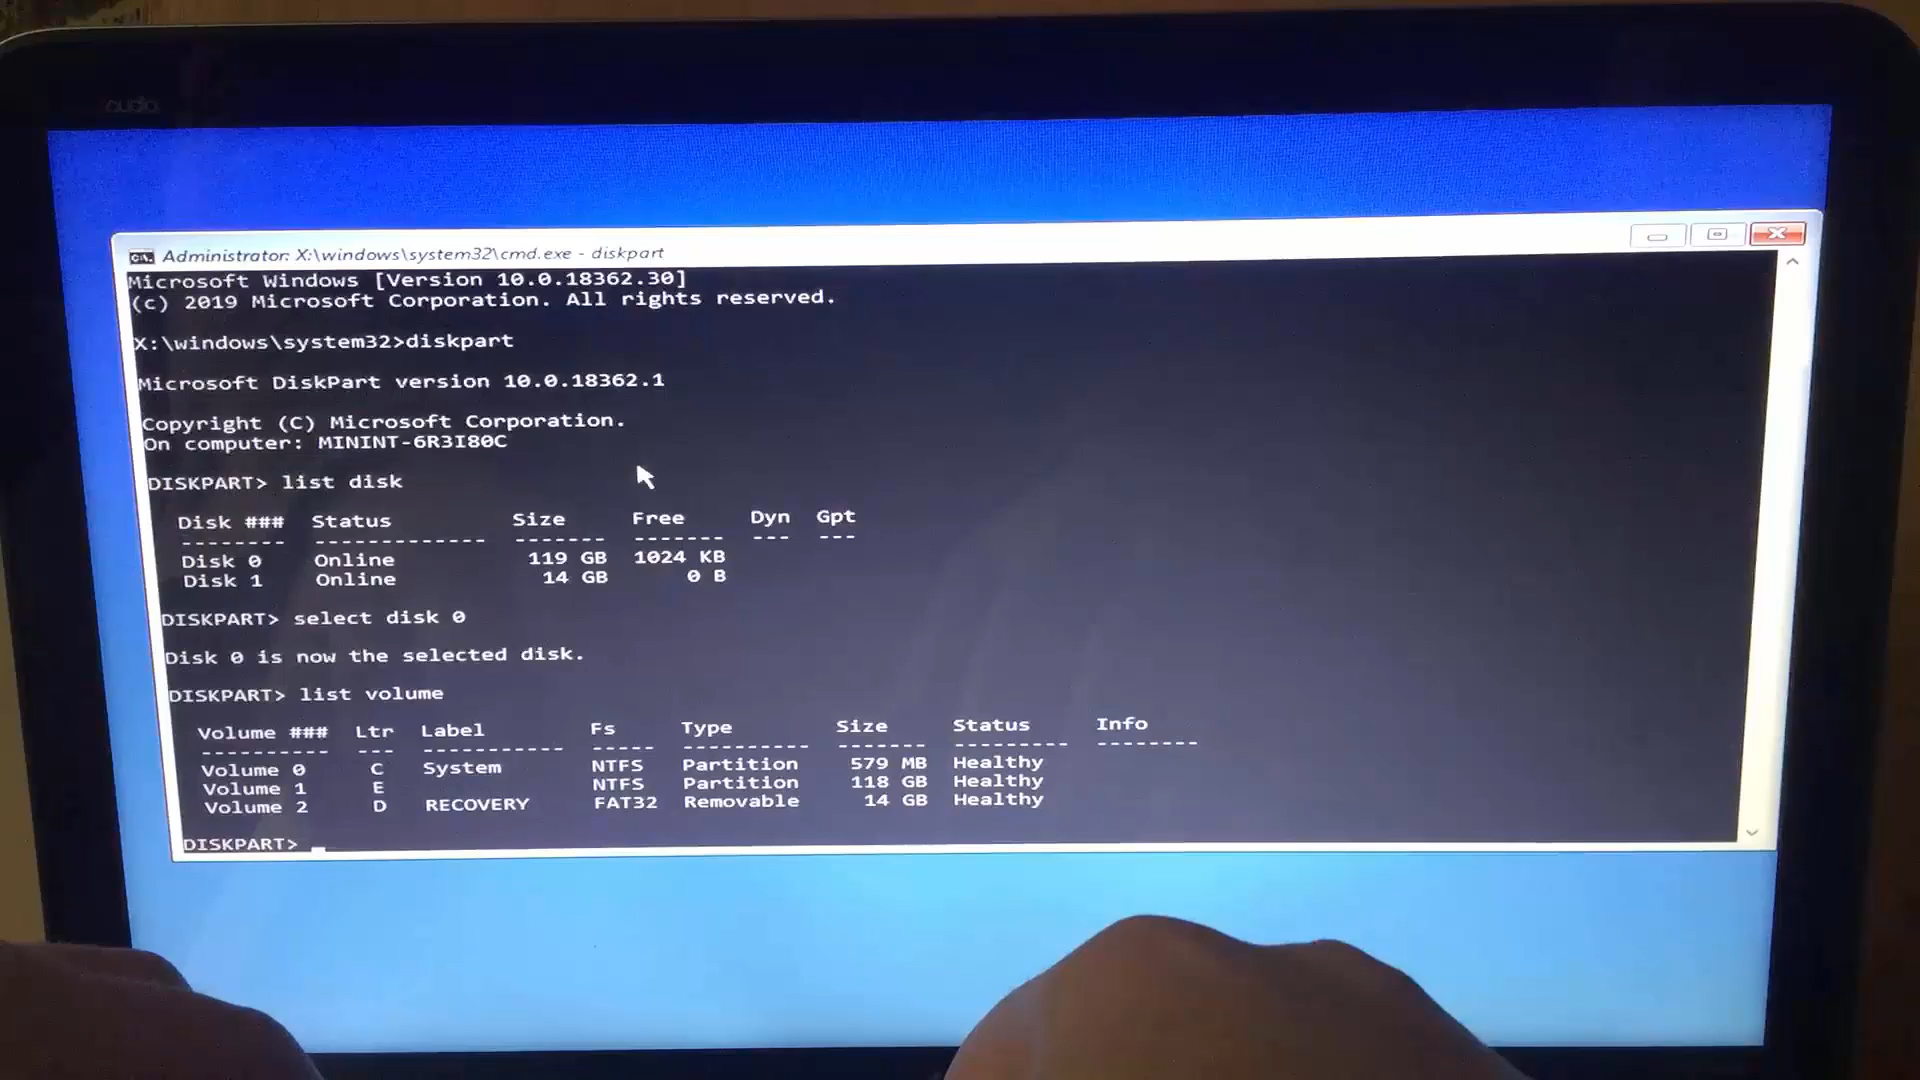 audio
Administrator: X:\windows\system32\cmd.exe - diskpart
Microsoft Windows [Version 10.0.18362.30]
(c) 2019 Microsoft Corporation. All rights reserved.
X:\windows\system32>diskpart
Microsoft DiskPart version 10.0.18362.1
Copyright (C) Microsoft Corporation.
On computer: MININT-6R3I80C
DISKPART> list disk
Disk ### Status Size Free Dyn Gpt
-------- ------------- ------- ------- --- ---
Disk 0 Online 119 GB 1024 KB
Disk 1 Online 14 GB 0 B
DISKPART> select disk 0
Disk 0 is now the selected disk.
DISKPART> list volume
Volume ### Ltr Label Fs Type Size Status Info
---------- --- ----------- ----- ---------- ------- --------- --------
Volume 0 C System NTFS Partition 579 MB Healthy
Volume 1 E NTFS Partition 118 GB Healthy
Volume 2 D RECOVERY FAT32 Removable 14 GB Healthy
DISKPART>